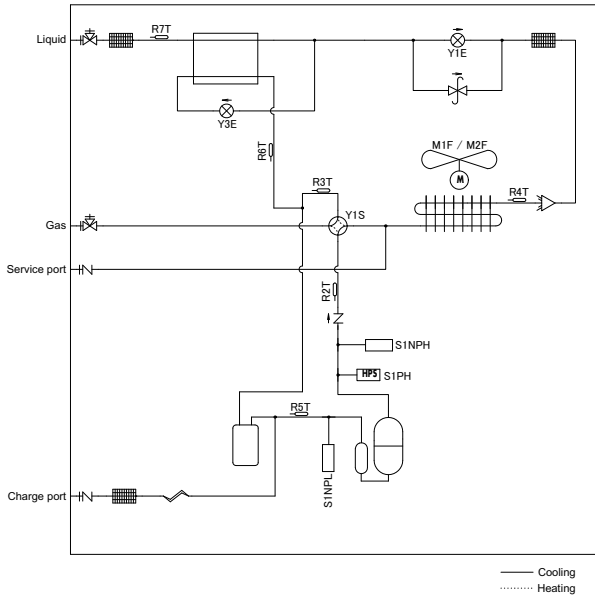 Liquid
R7T
Y1E
Y3E
R6T
M1F / M2F
M
R4T
R3T
Y1S
Gas
Service port
R2T
S1NPH
HPS
S1PH
R5T
S1NPL
Charge port
Cooling
Heating